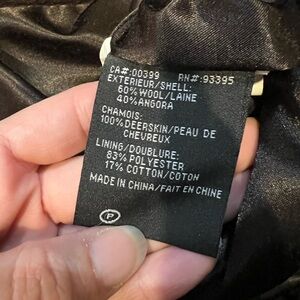 CA#:00399 RN#:93395
EXTERIEUR/SHELL:
60% WOOL/LAINE
40% ANGORA
CHAMOIS:
100% DEERSKIN/PEAU DE
CHEVREUX
LINING/DOUBLURE:
83% POLYESTER
17% COTTON/COTON
MADE IN CHINA/FAIT EN CHINE
P